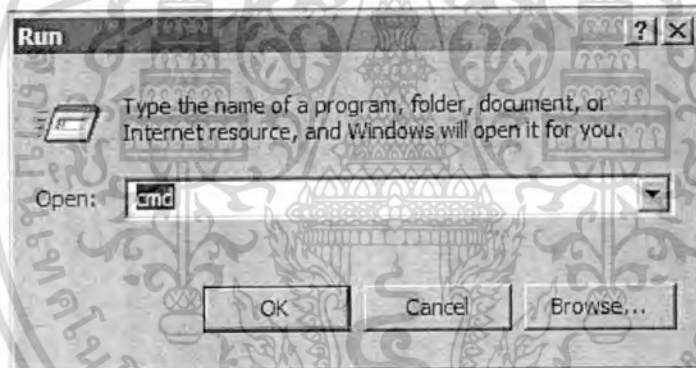 Run
Type the name of a program, folder, document, or
Internet resource, and Windows will open it for you.
Open: cmd
OK Cancel Browse...